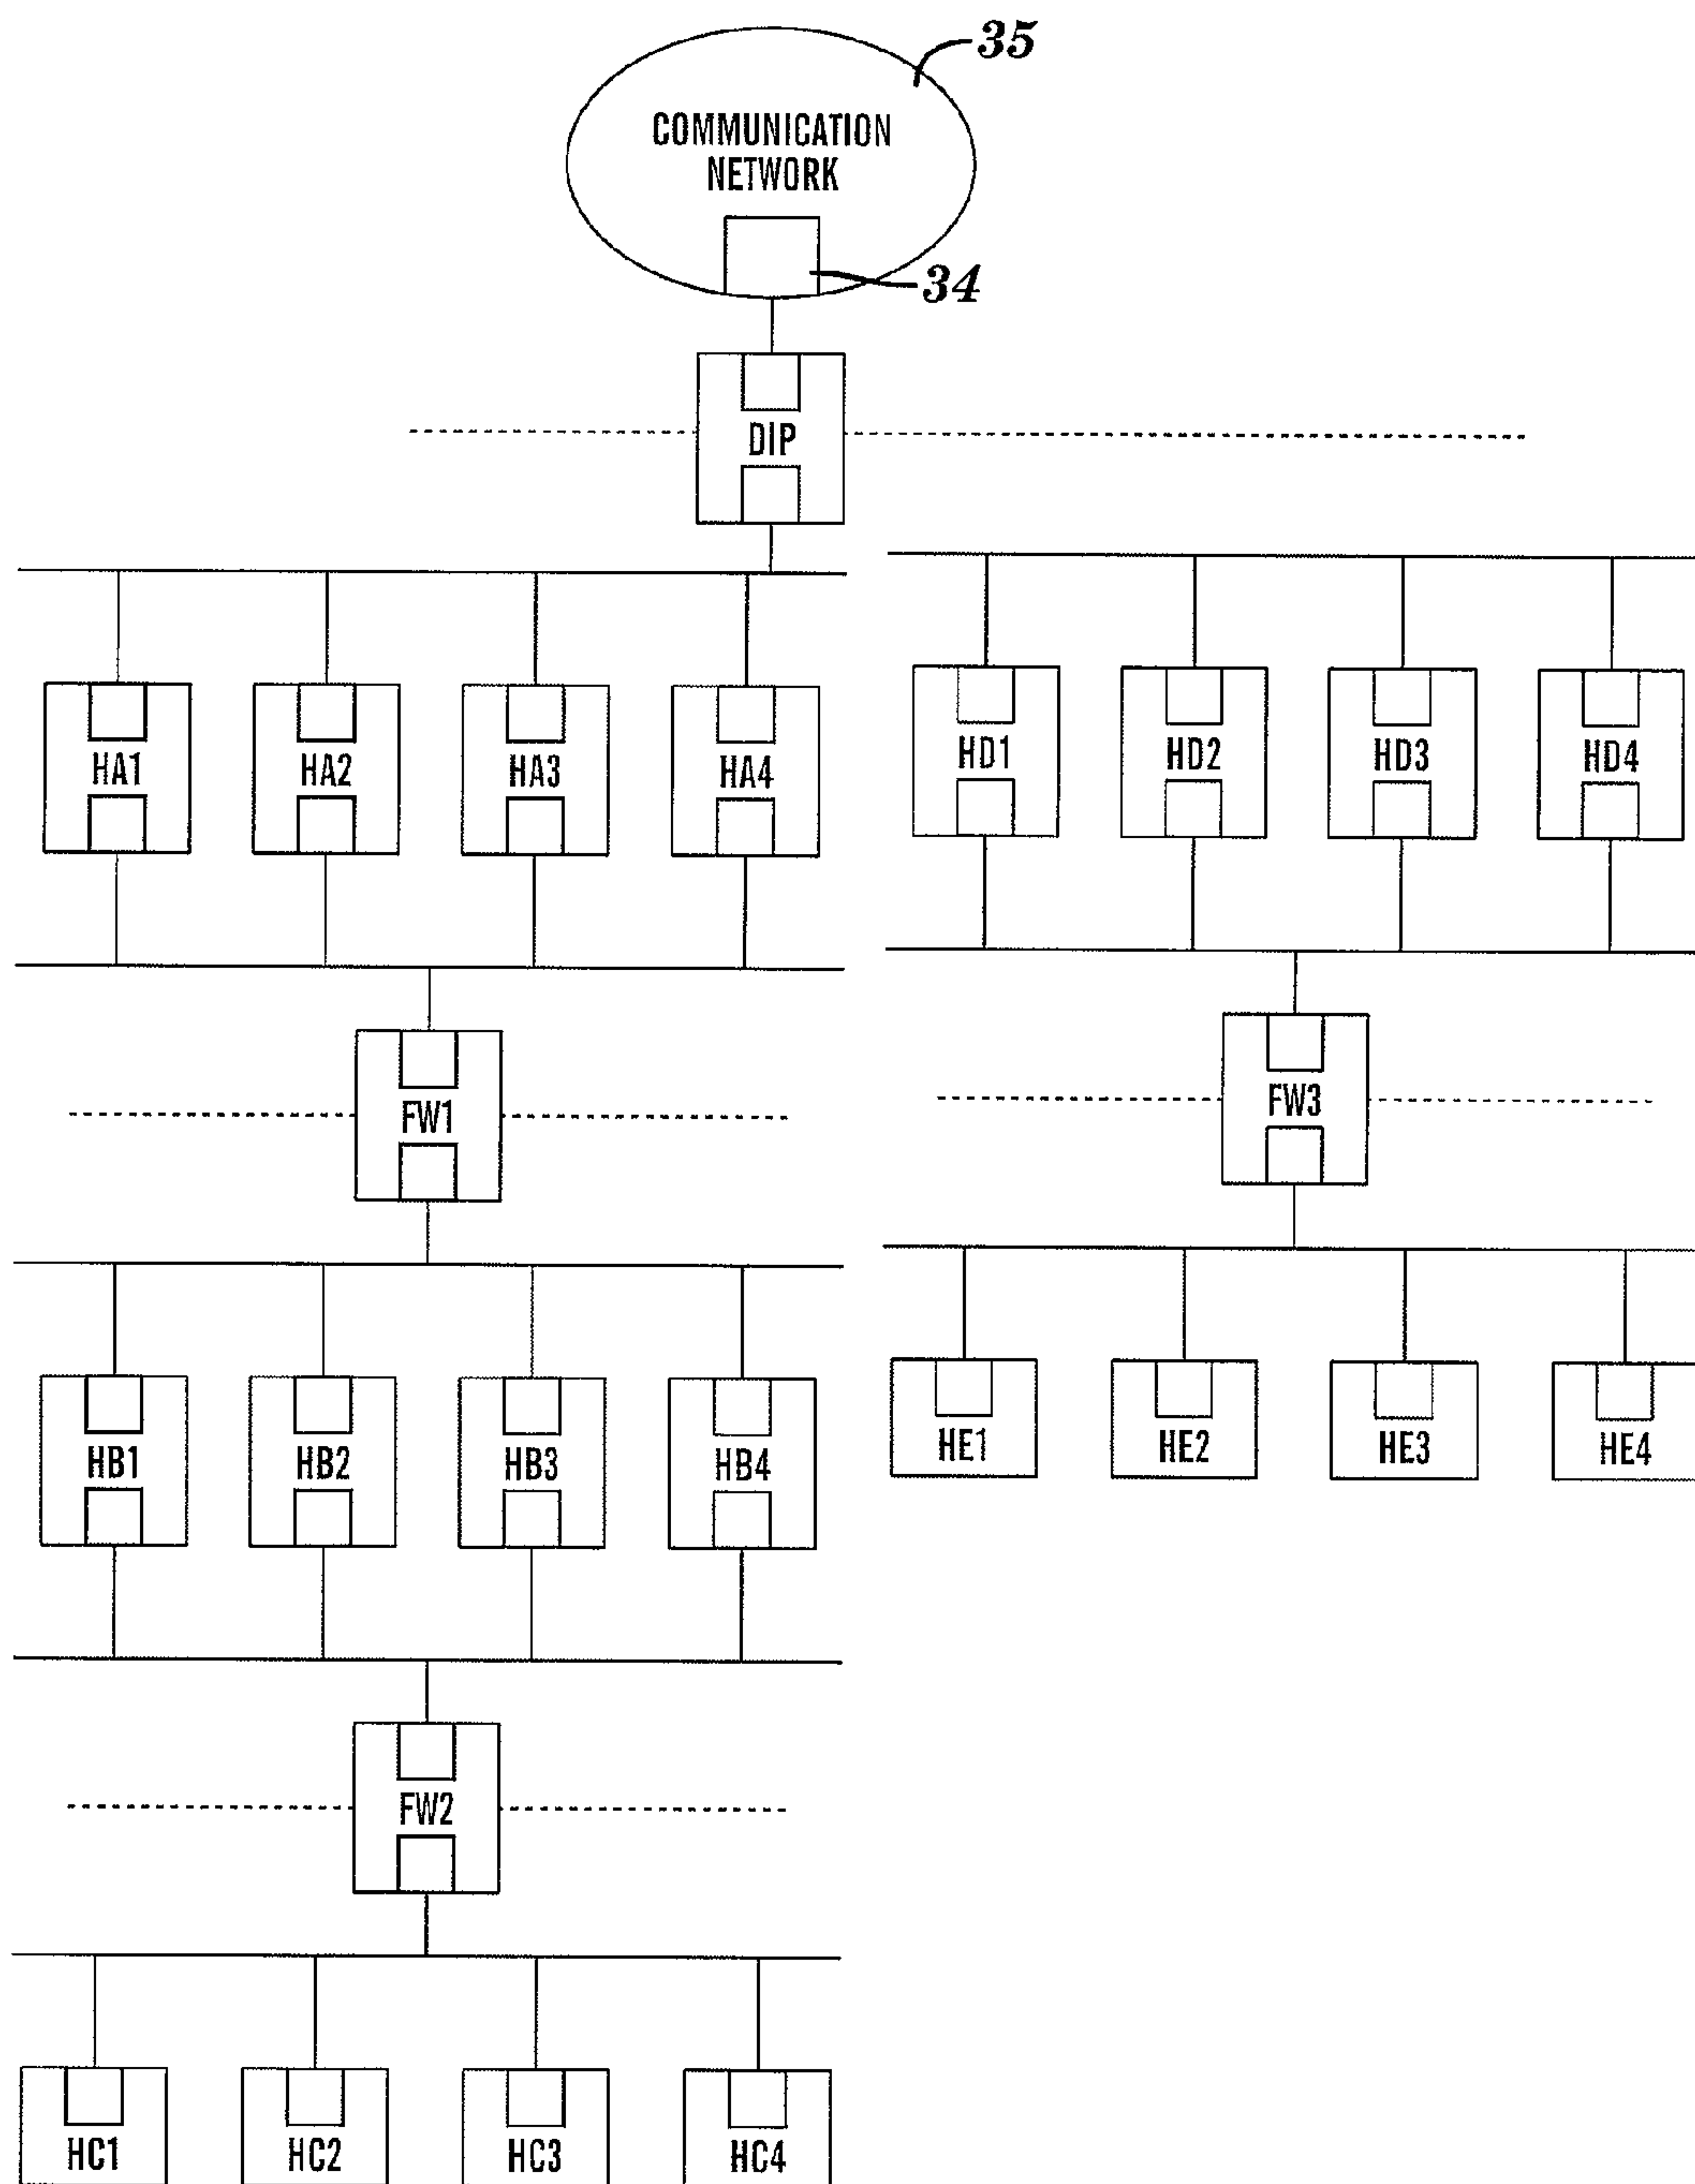 35
COMMUNICATION
NETWORK
34
DIP
HA1 HA2 HA3 HA4 HD1 HD2 HD3 HD4
FW1 FW3
HB1 HB2 HB3 HB4 HE1 HE2 HE3 HE4
FW2
HC1 HC2 HC3 HC4